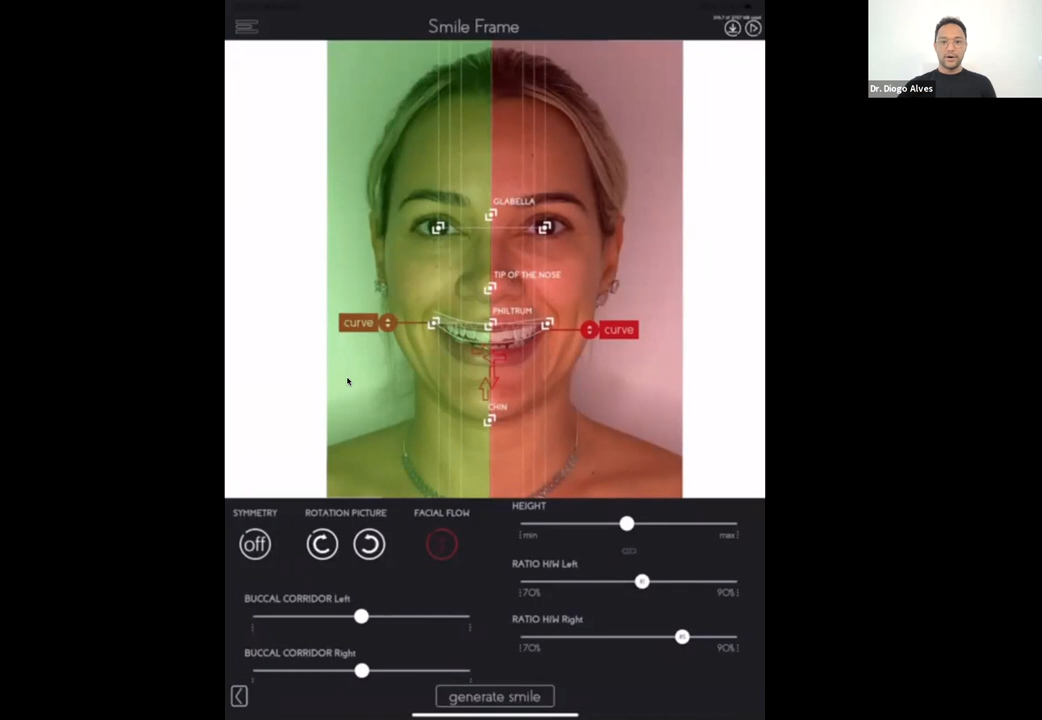 Smile Frame
Dr. Diogo Alves
GLABELLA
TIP OF THE NOSE
PHILTRUM
curve
curve
CHIN
SYMMETRY
ROTATION PICTURE
FACIAL FLOW
off
HEIGHT
min
max
RATIO H/W Left
70%
90%
RATIO H/W Right
70%
90%
BUCCAL CORRIDOR Left
BUCCAL CORRIDOR Right
generate smile